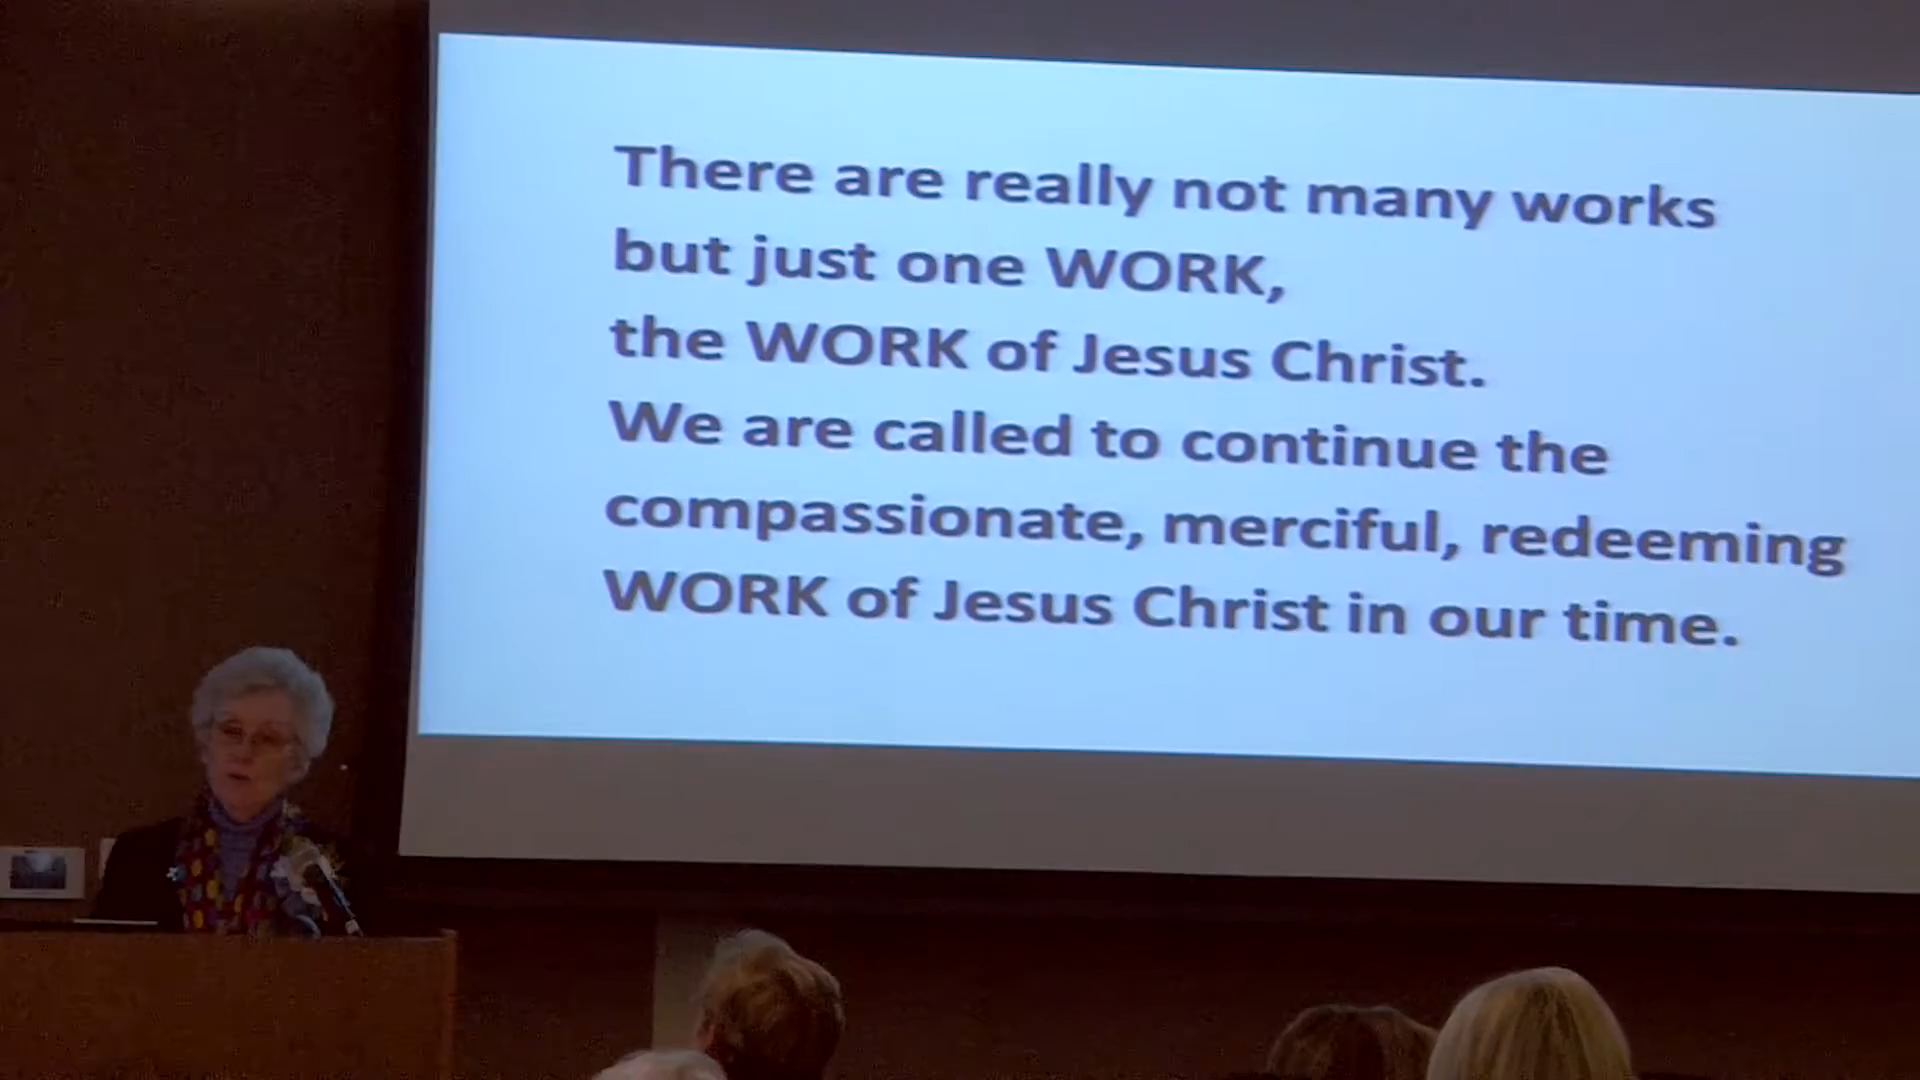 There are really not many works
but just one WORK,
the WORK of Jesus Christ.
We are called to continue the
compassionate, merciful, redeeming
WORK of Jesus Christ in our time.